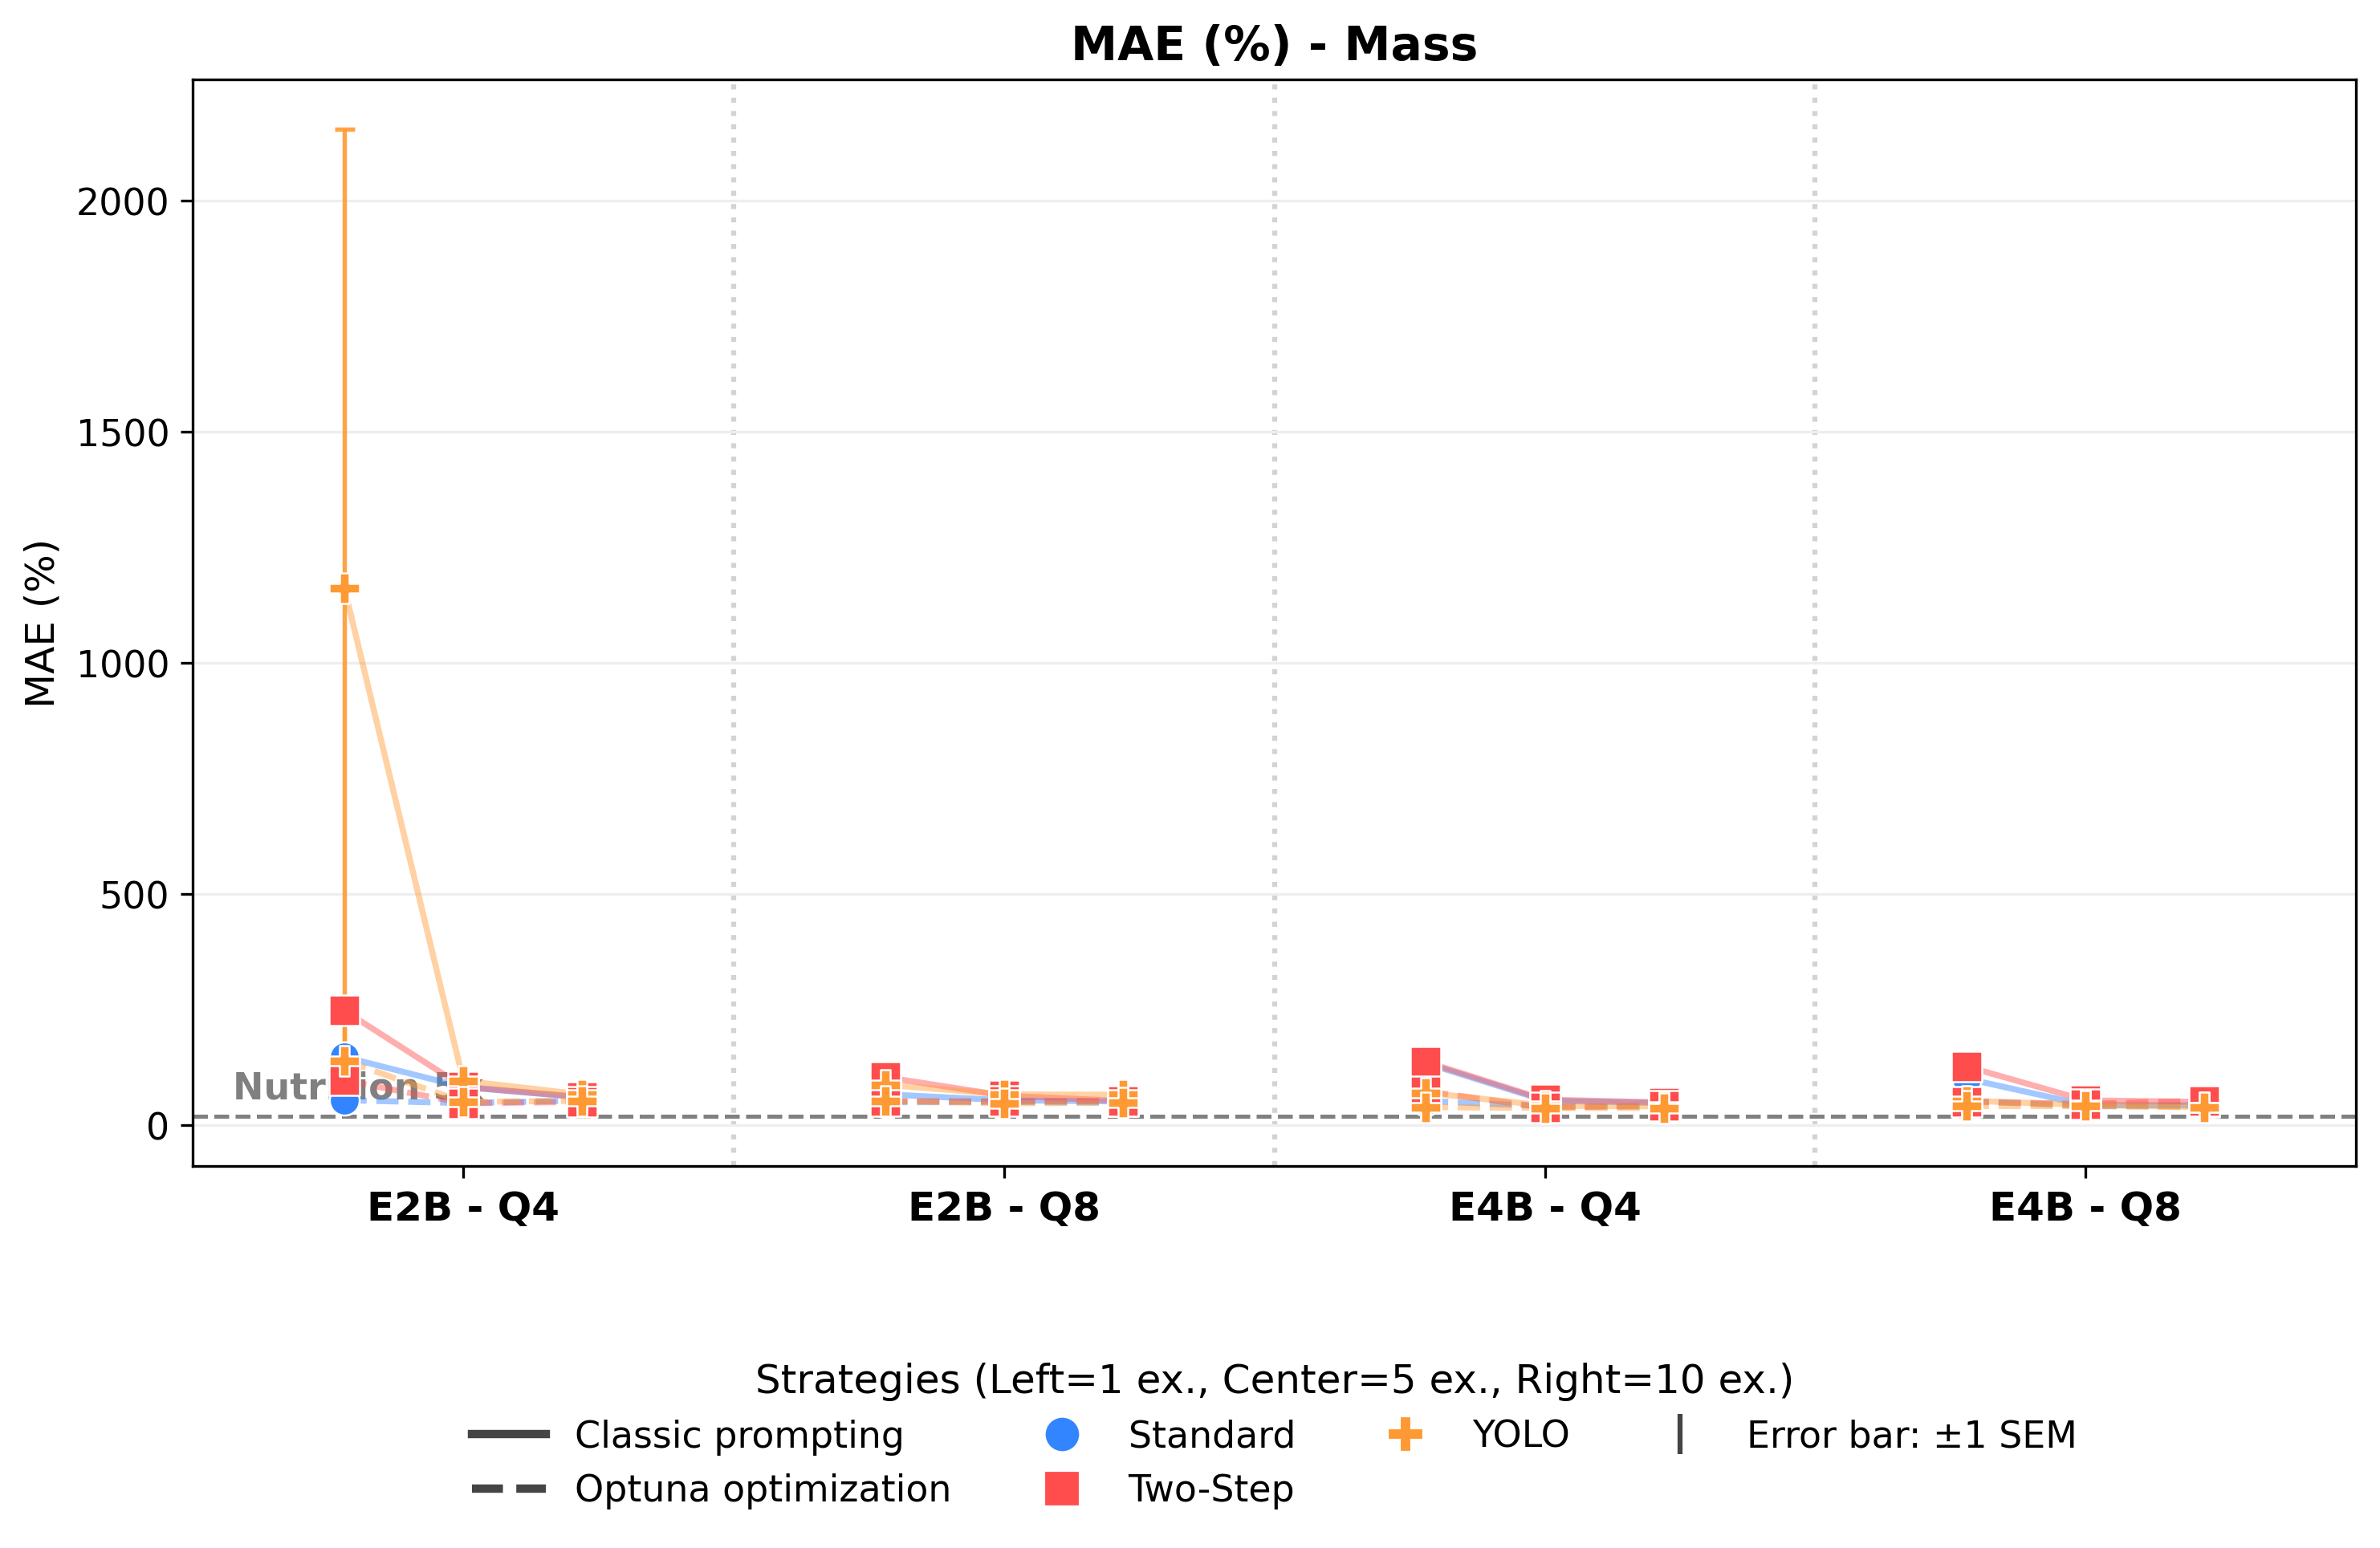 MAE (%) - Mass
MAE (%)
2000
1500
1000
500
0
E2B - Q4
E2B - Q8
E4B - Q4
E4B - Q8
Strategies (Left=1 ex., Center=5 ex., Right=10 ex.)
Classic prompting
Optuna optimization
Standard
Two-Step
YOLO
Error bar: ±1 SEM